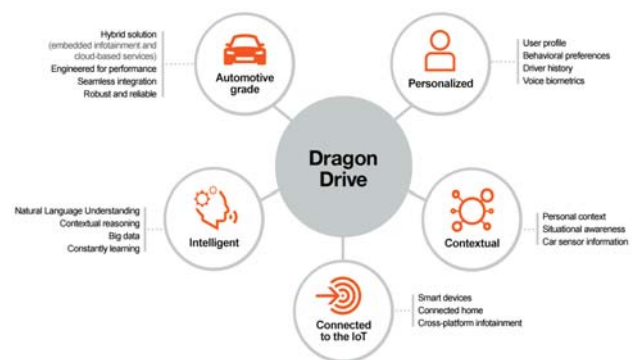 Hybrid solution
(embedded infotainment and
cloud-based services)
Engineered for performance
Seamless integration
Robust and reliable
Automotive
grade
Personalized
User profile
Behavioral preferences
Driver history
Voice biometrics
Dragon
Drive
Natural Language Understanding
Contextual reasoning
Big data
Constantly learning
Intelligent
Contextual
Personal context
Situational awareness
Car sensor information
Connected
to the IoT
Smart devices
Connected home
Cross-platform infotainment